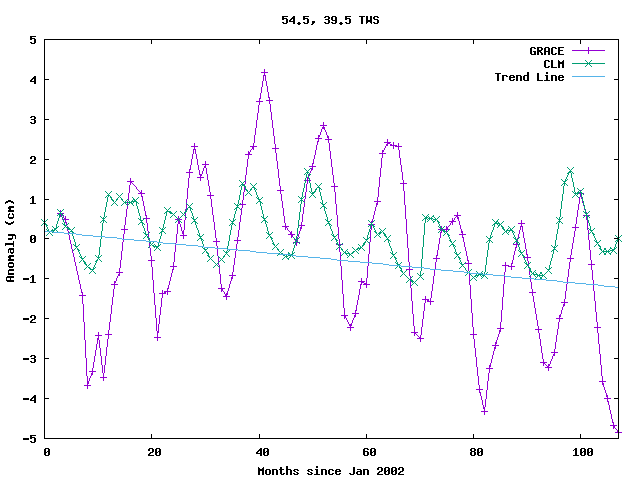 54.5, 39.5 TWS
GRACE
CLM
Trend Line
5
4
3
2
1
0
-1
-2
-3
-4
-5
Anomaly (cm)
0 20 40 60 80 100
Months since Jan 2002